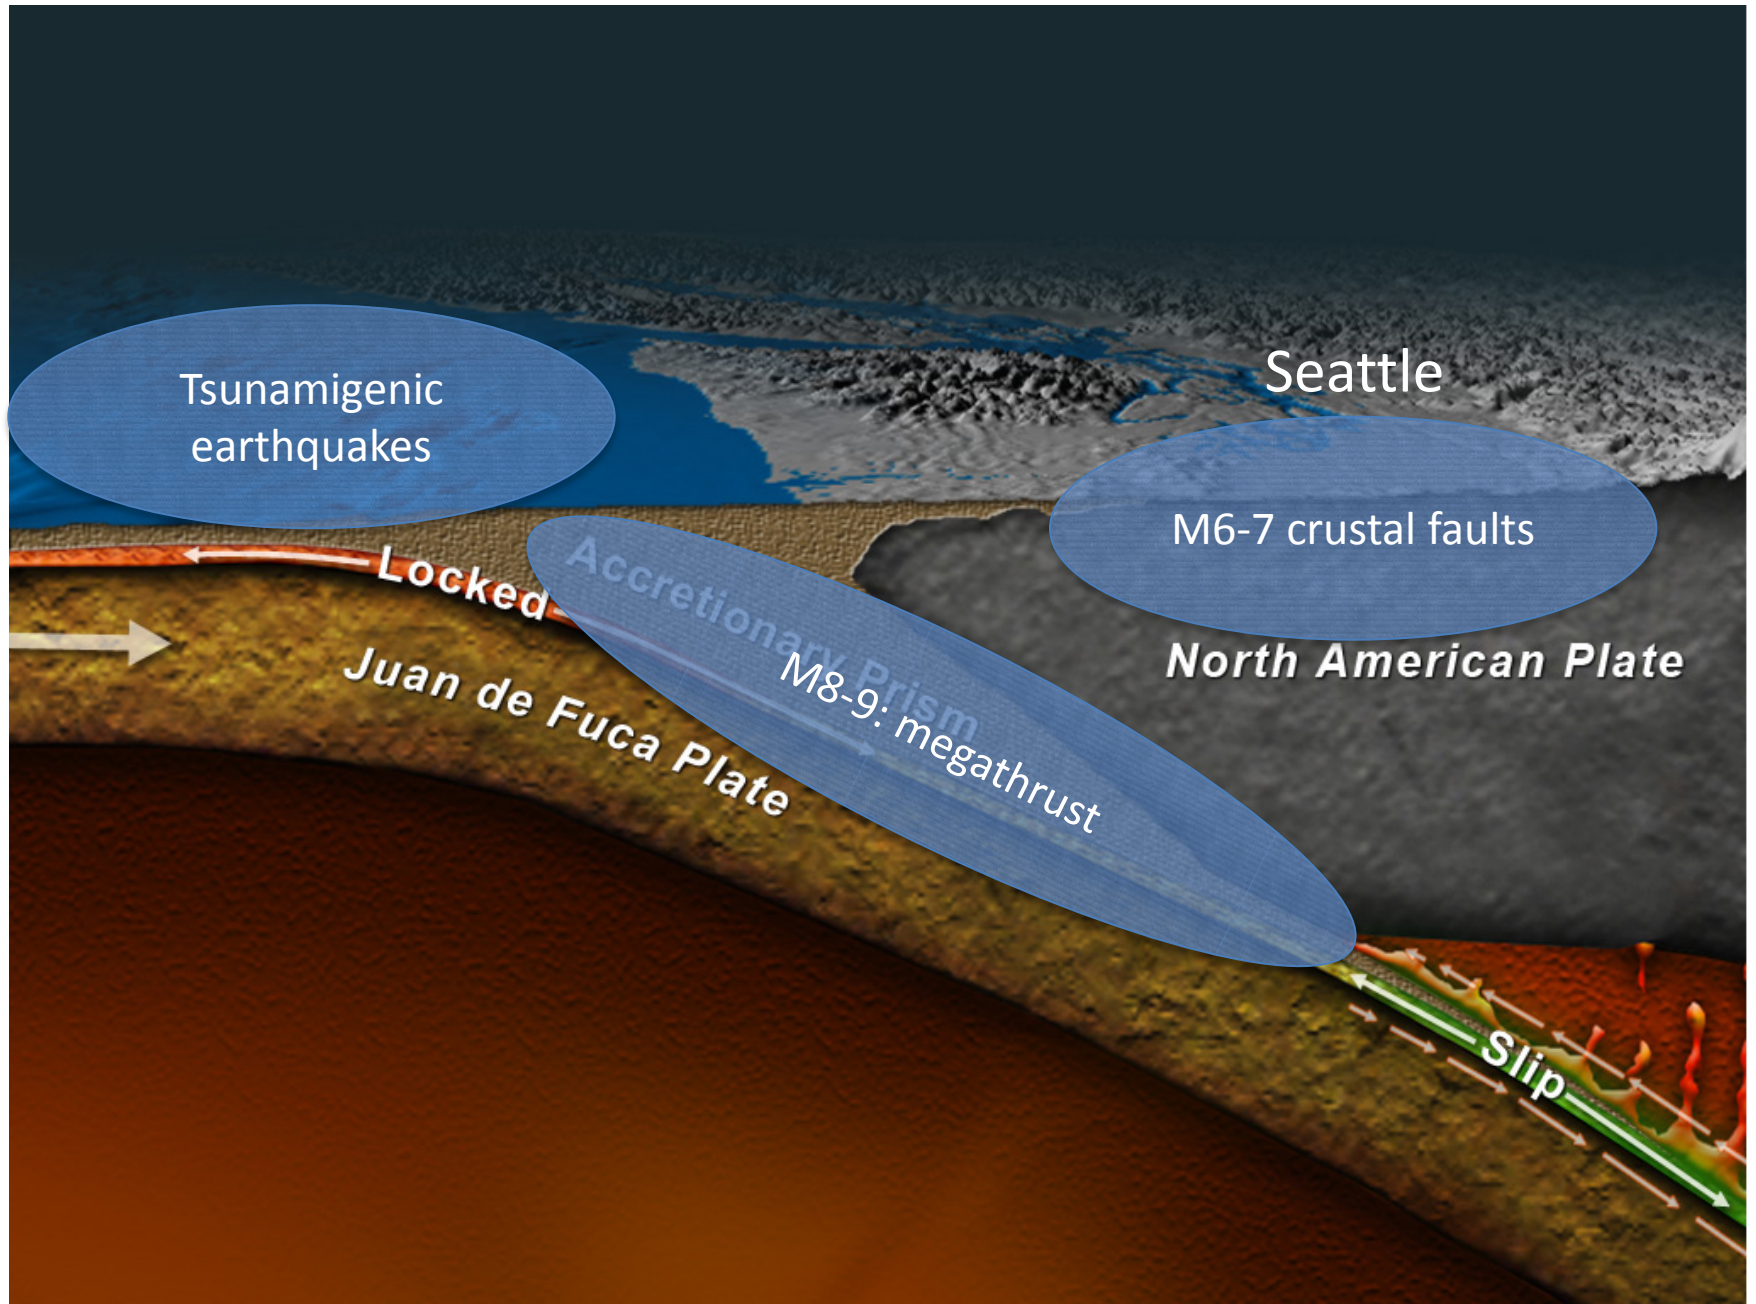 Seattle
Tsunamigenic
earthquakes
M6-7 crustal faults
Locked
Accretionary Prism
M8-9: megathrust
North American Plate
Juan de Fuca Plate
Slip